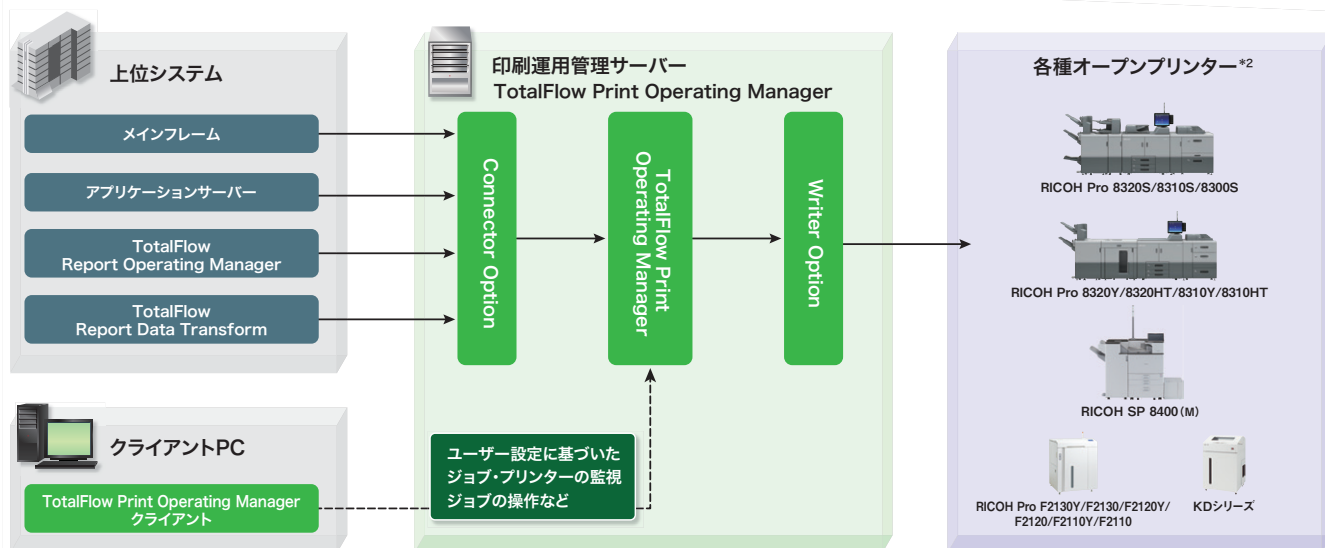 上位システム
メインフレーム
アプリケーションサーバー
TotalFlow
Report Operating Manager
TotalFlow
Report Data Transform
クライアントPC
TotalFlow Print Operating Manager
クライアント
印刷運用管理サーバー
TotalFlow Print Operating Manager
Connector Option
TotalFlow Print
Operating Manager
Writer Option
ユーザー設定に基づいた
ジョブ・プリンターの監視
ジョブの操作など
各種オープンプリンター*2
RICOH Pro 8320S/8310S/8300S
RICOH Pro 8320Y/8320HT/8310Y/8310HT
RICOH SP 8400(M)
RICOH Pro F2130Y/F2130/F2120Y/
F2120/F2110Y/F2110
KDシリーズ